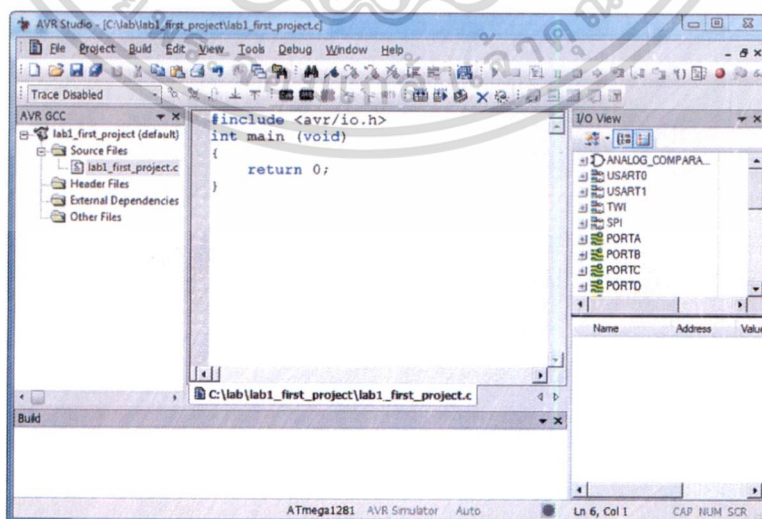 AVR Studio - [C:\lab\lab1_first_project\lab1_first_project.c]
File Project Build Edit View Tools Debug Window Help
Trace Disabled
AVR GCC
lab1_first_project (default)
Source Files
lab1_first_project.c
Header Files
External Dependencies
Other Files
#include <avr/io.h>
int main (void)
{
return 0;
}
C:\lab\lab1_first_project\lab1_first_project.c
I/O View
ANALOG_COMPARA...
USART0
USART1
TWI
SPI
PORTA
PORTB
PORTC
PORTD
Name Address Value
Build
ATmega1281 AVR Simulator Auto Ln 6, Col 1 CAP NUM SCR